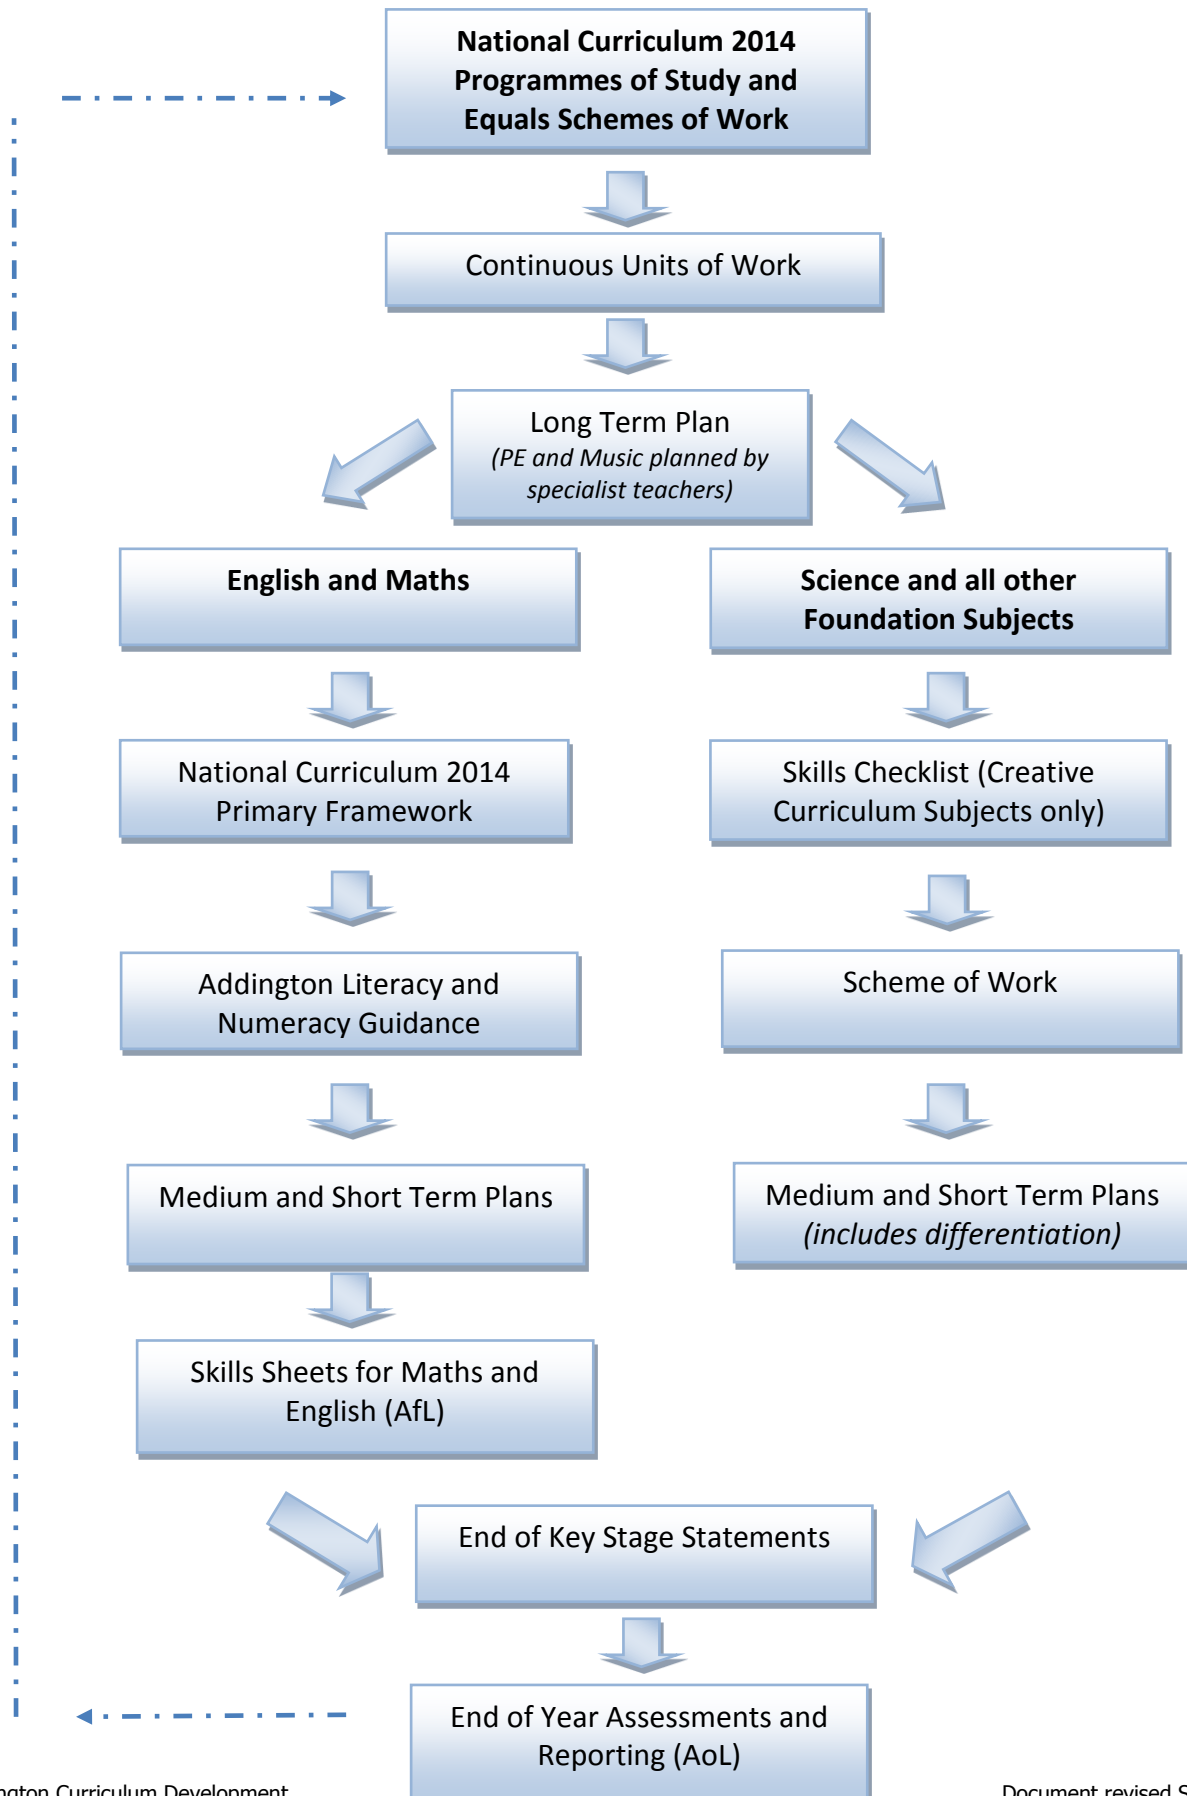 National Curriculum 2014
Programmes of Study and
Equals Schemes of Work
Continuous Units of Work
Long Term Plan
(PE and Music planned by
specialist teachers)
English and Maths
Science and all other
Foundation Subjects
National Curriculum 2014
Primary Framework
Skills Checklist (Creative
Curriculum Subjects only)
Addington Literacy and
Numeracy Guidance
Scheme of Work
Medium and Short Term Plans
Medium and Short Term Plans
(includes differentiation)
Skills Sheets for Maths and
English (AfL)
End of Key Stage Statements
End of Year Assessments and
Reporting (AoL)
Curriculum Development
Document revised